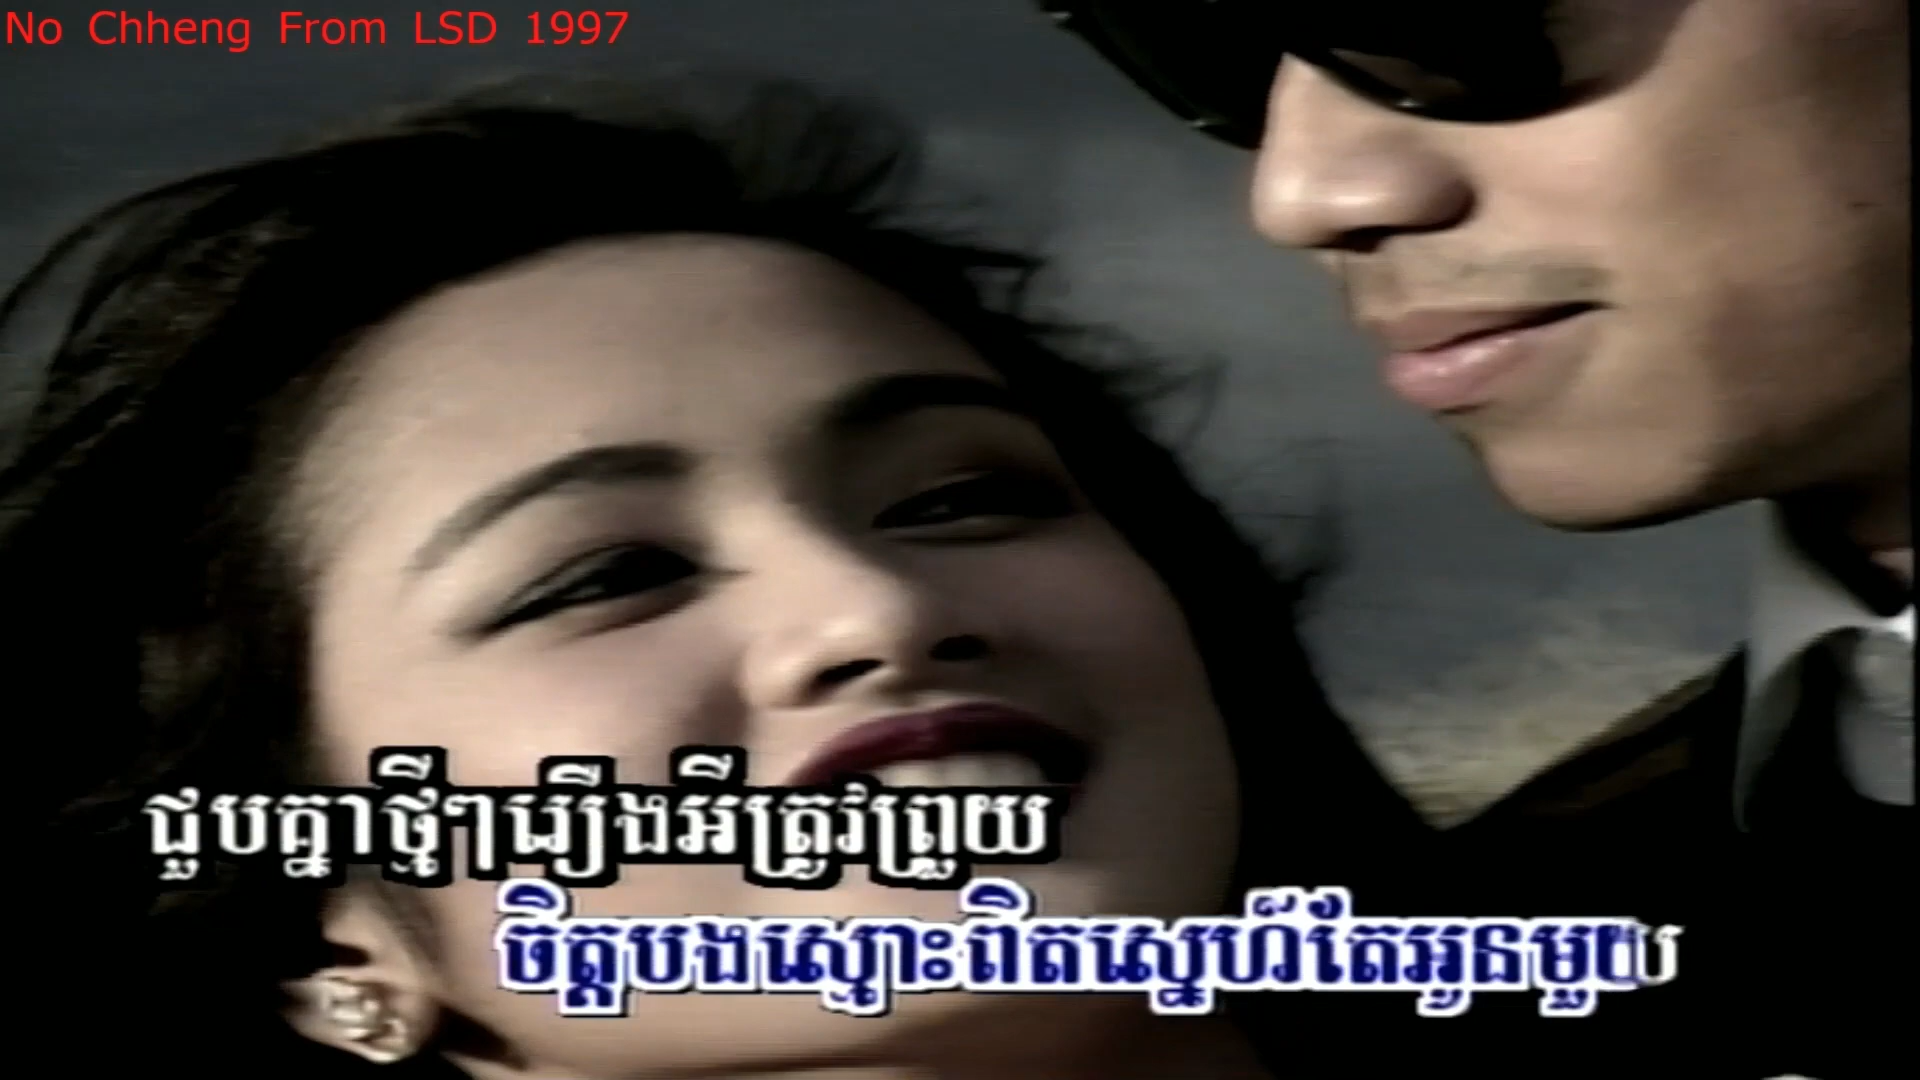 No Chheng From LSD 1997
ជួបគ្នាថ្មីៗរឿងអីត្រូវព្រួយ
ចិត្តបងស្មោះពិតស្នេហ៍តែអូនមួយ